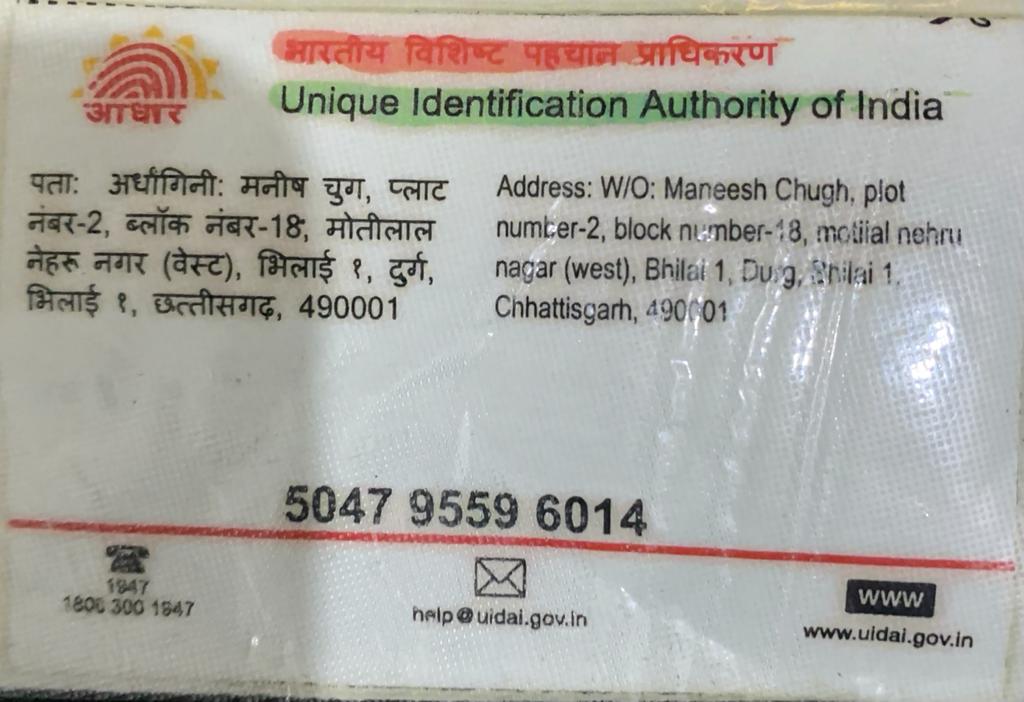 भारतीय विशिष्ट पहचान प्राधिकरण
Unique Identification Authority of India
आधार
पता: अर्धांगिनी: मनीष चुग, प्लाट
नंबर-2, ब्लॉक नंबर-18, मोतीलाल
नेहरू नगर (वेस्ट), भिलाई १, दुर्ग,
भिलाई १, छत्तीसगढ़, 490001
Address: W/O: Maneesh Chugh, plot
number-2, block number-18, motilal nehru
nagar (west), Bhilai 1, Durg, Bhilai 1,
Chhattisgarh, 490001
5047 9559 6014
1947
1800 300 1947
help@uidai.gov.in
www
www.uidai.gov.in